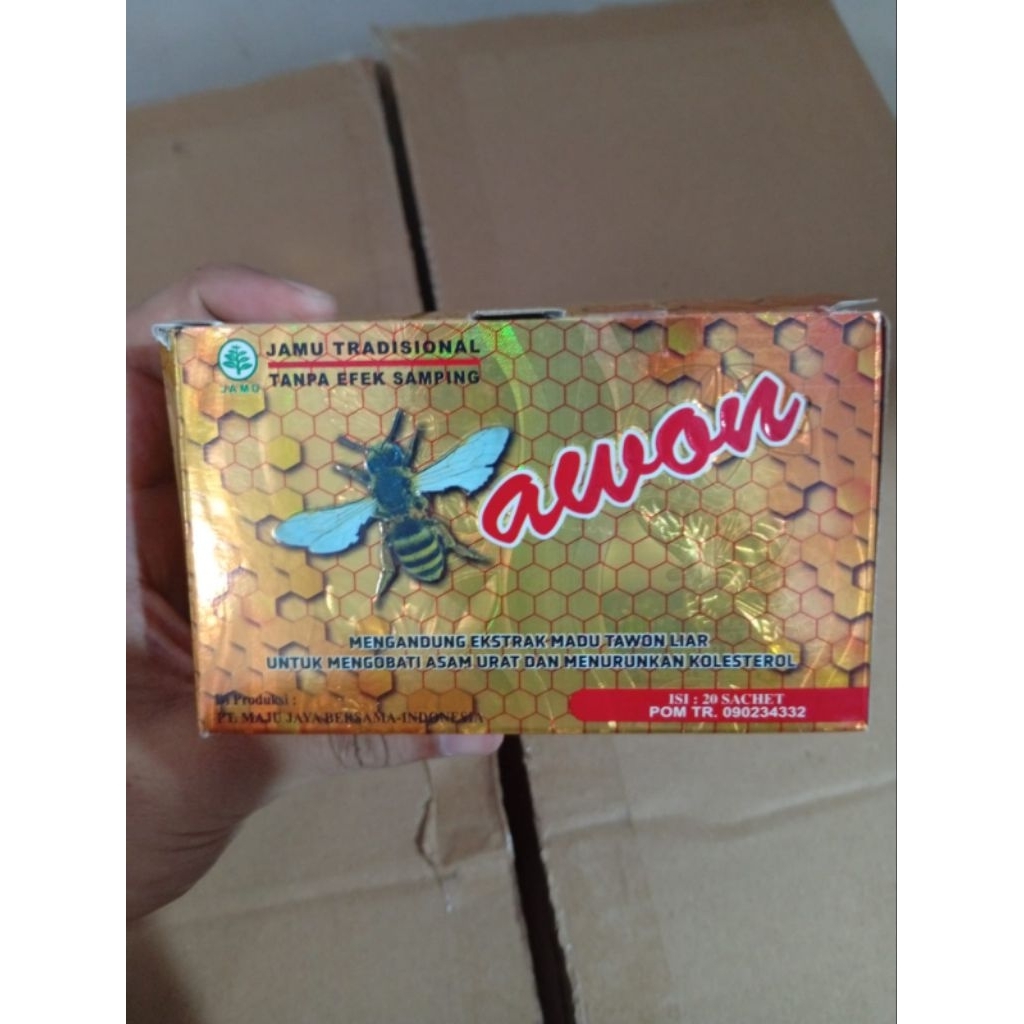 JAMU TRADISIONAL
TANPA EFEK SAMPING
JAMU
awon
MENGANDUNG EKSTRAK MADU TAWON LIAR
UNTUK MENGOBATI ASAM URAT DAN MENURUNKAN KOLESTEROL
Di Produksi :
PT. MAJU JAYA BERSAMA-INDONESIA
ISI : 20 SACHET
POM TR. 090234332